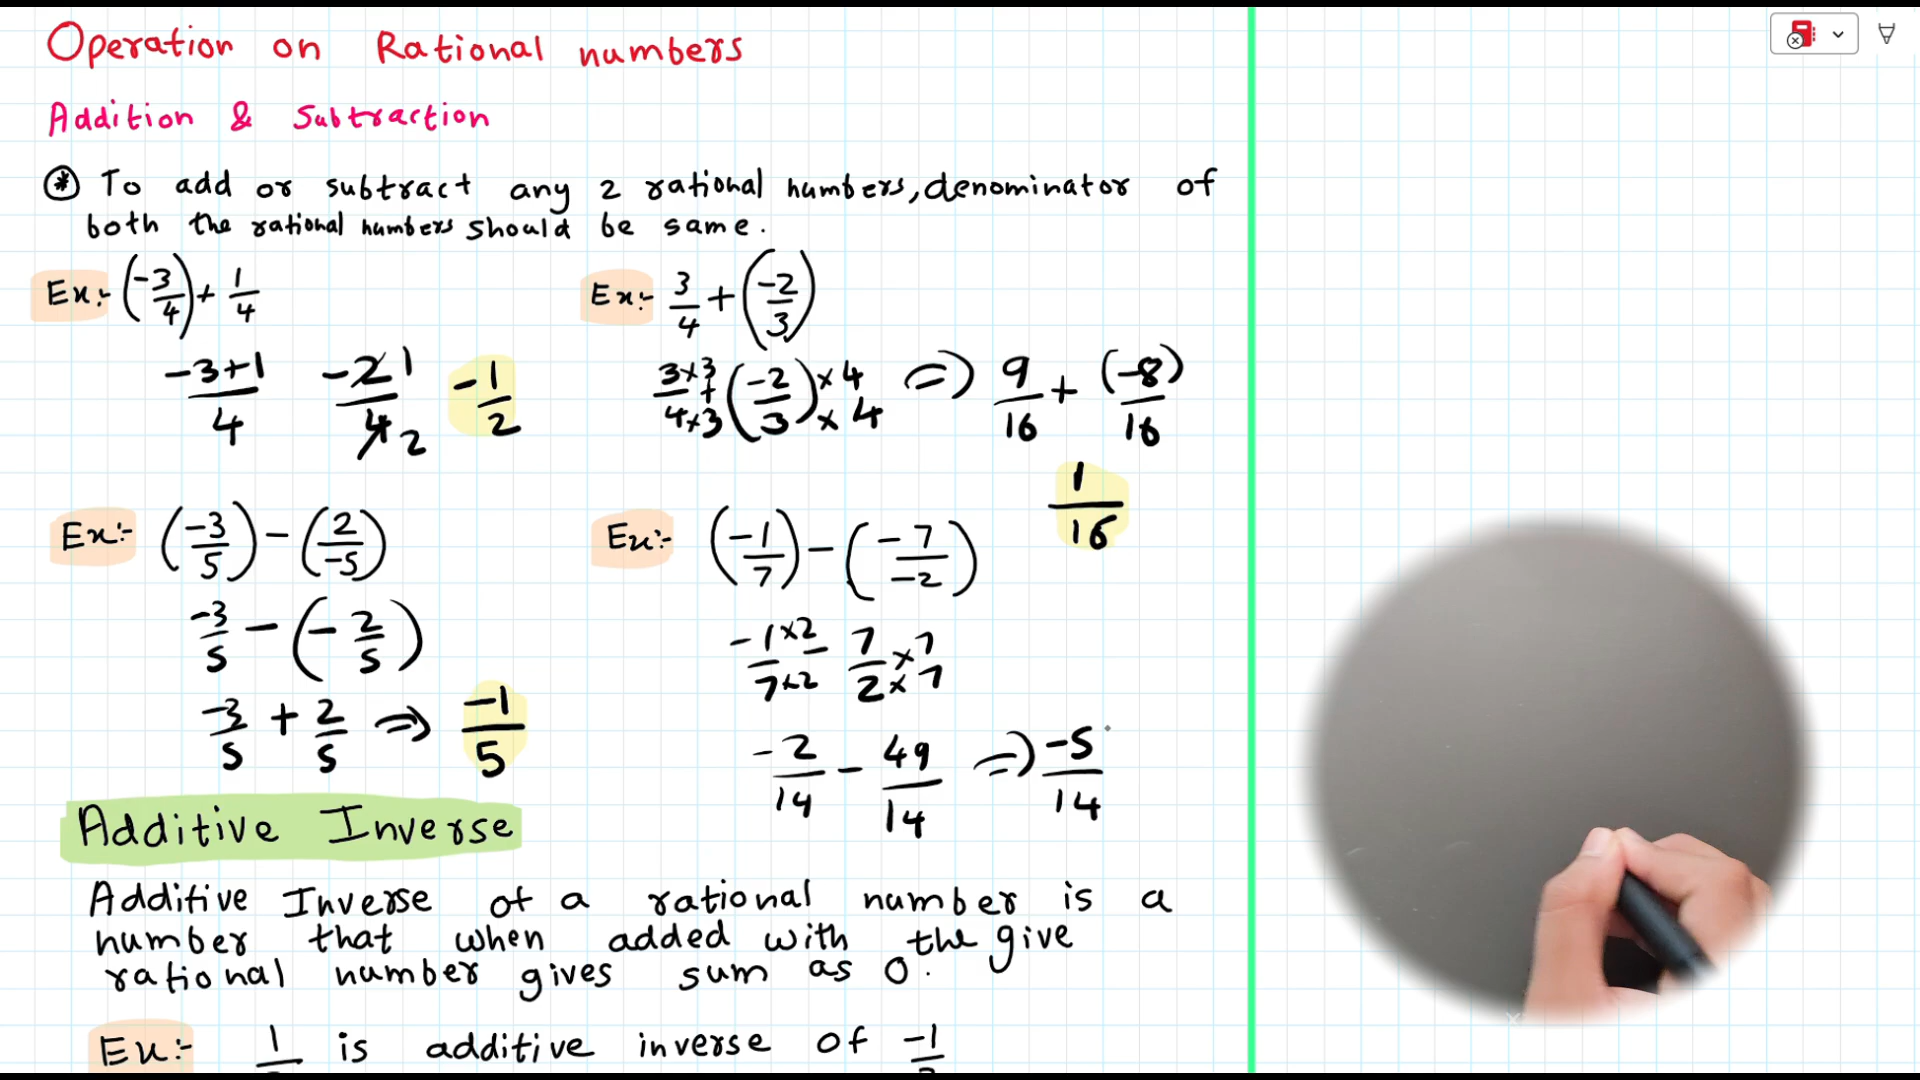 Operation on Rational numbers
Addition & Subtraction
⊛ To add or subtract any 2 rational numbers, denominator of
both the rational numbers should be same.
Ex:- (-3/4) + 1/4
-3+1/4 -2 1/4 2 -1/2
Ex:- 3/4 + (-2/3)
3×3/4×3 + (-2/3) ×4/×4 => 9/16 + (-8)/16
1/16
Ex:- (-3/5) - (2/-5)
-3/5 - (-2/5)
-3/5 + 2/5 => -1/5
Ex:- (-1/7) - (-7/-2)
-1×2/7×2 - 7/2 ×7/×7
-2/14 - 49/14 => -5/14
Additive Inverse
Additive Inverse of a rational number is a
number that when added with the give
rational number gives sum as 0.
Ex:- 1 is additive inverse of -1